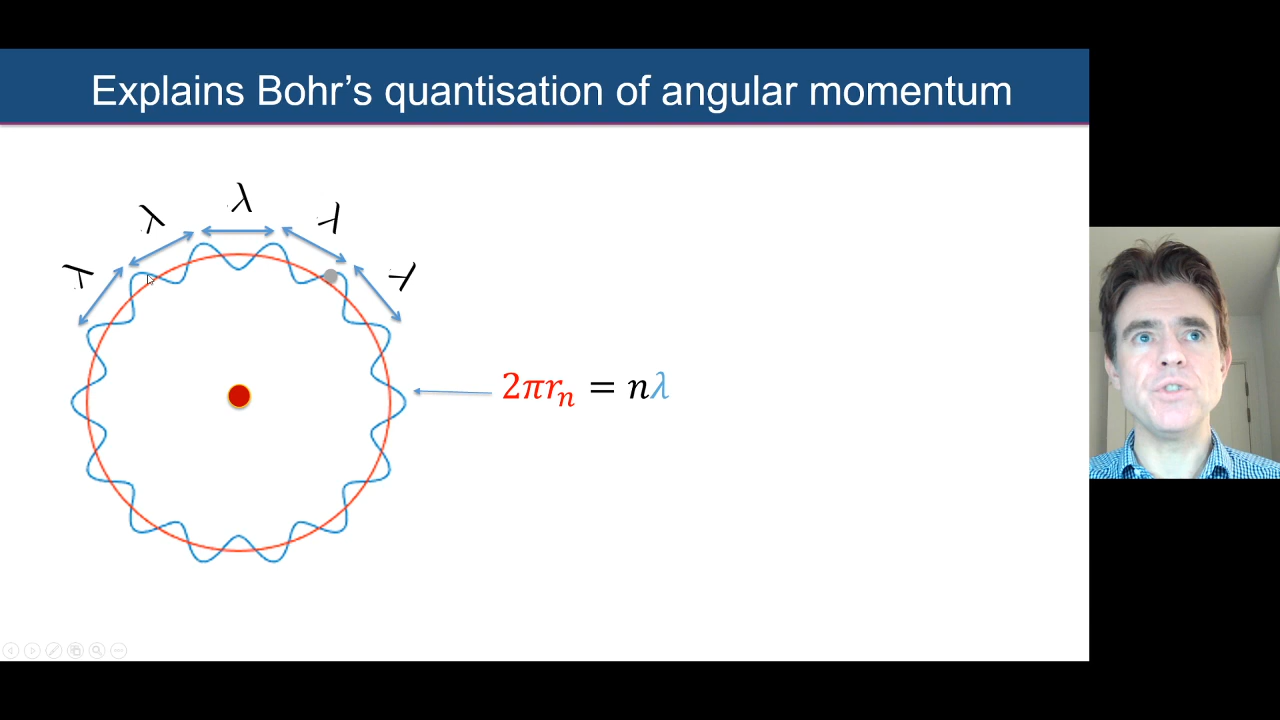 Explains Bohr’s quantisation of angular momentum
λ
λ
λ
λ
λ
2πrₙ = nλ